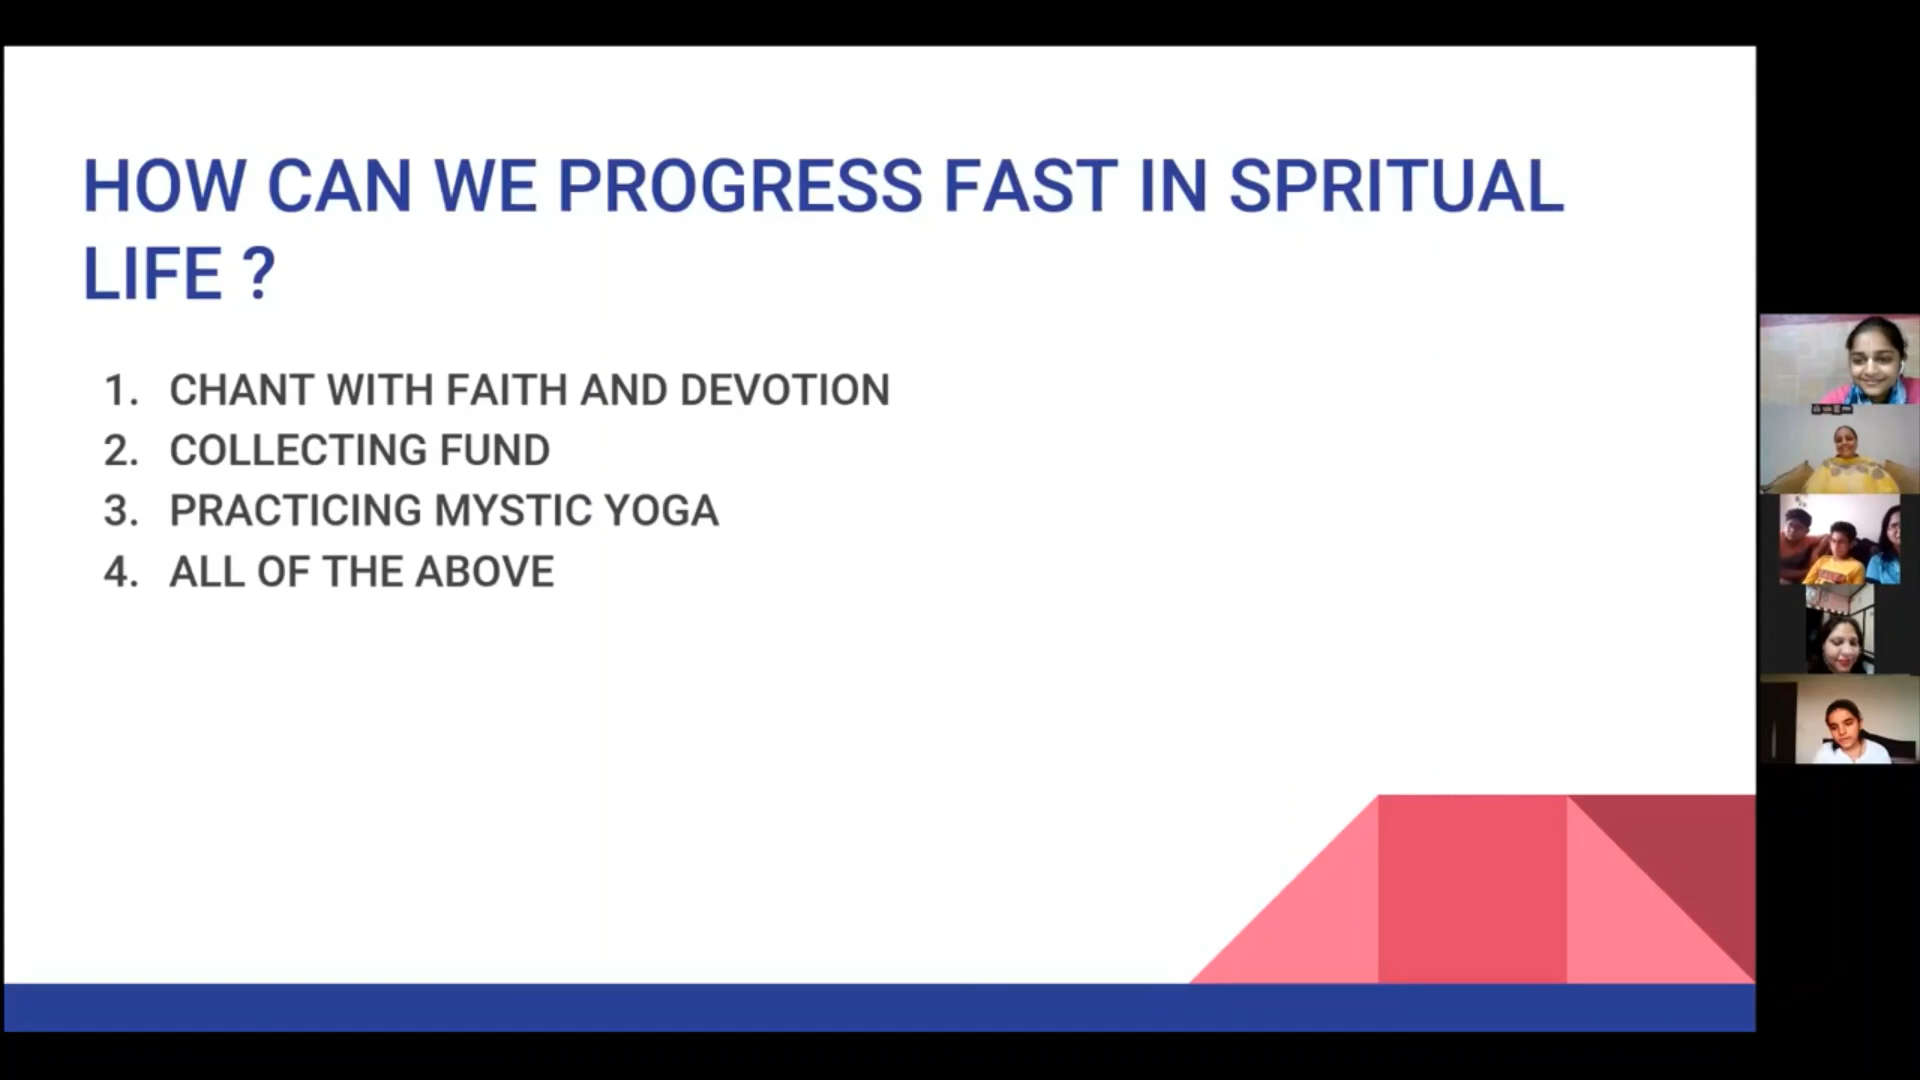 HOW CAN WE PROGRESS FAST IN SPRITUAL
LIFE ?
1. CHANT WITH FAITH AND DEVOTION
2. COLLECTING FUND
3. PRACTICING MYSTIC YOGA
4. ALL OF THE ABOVE